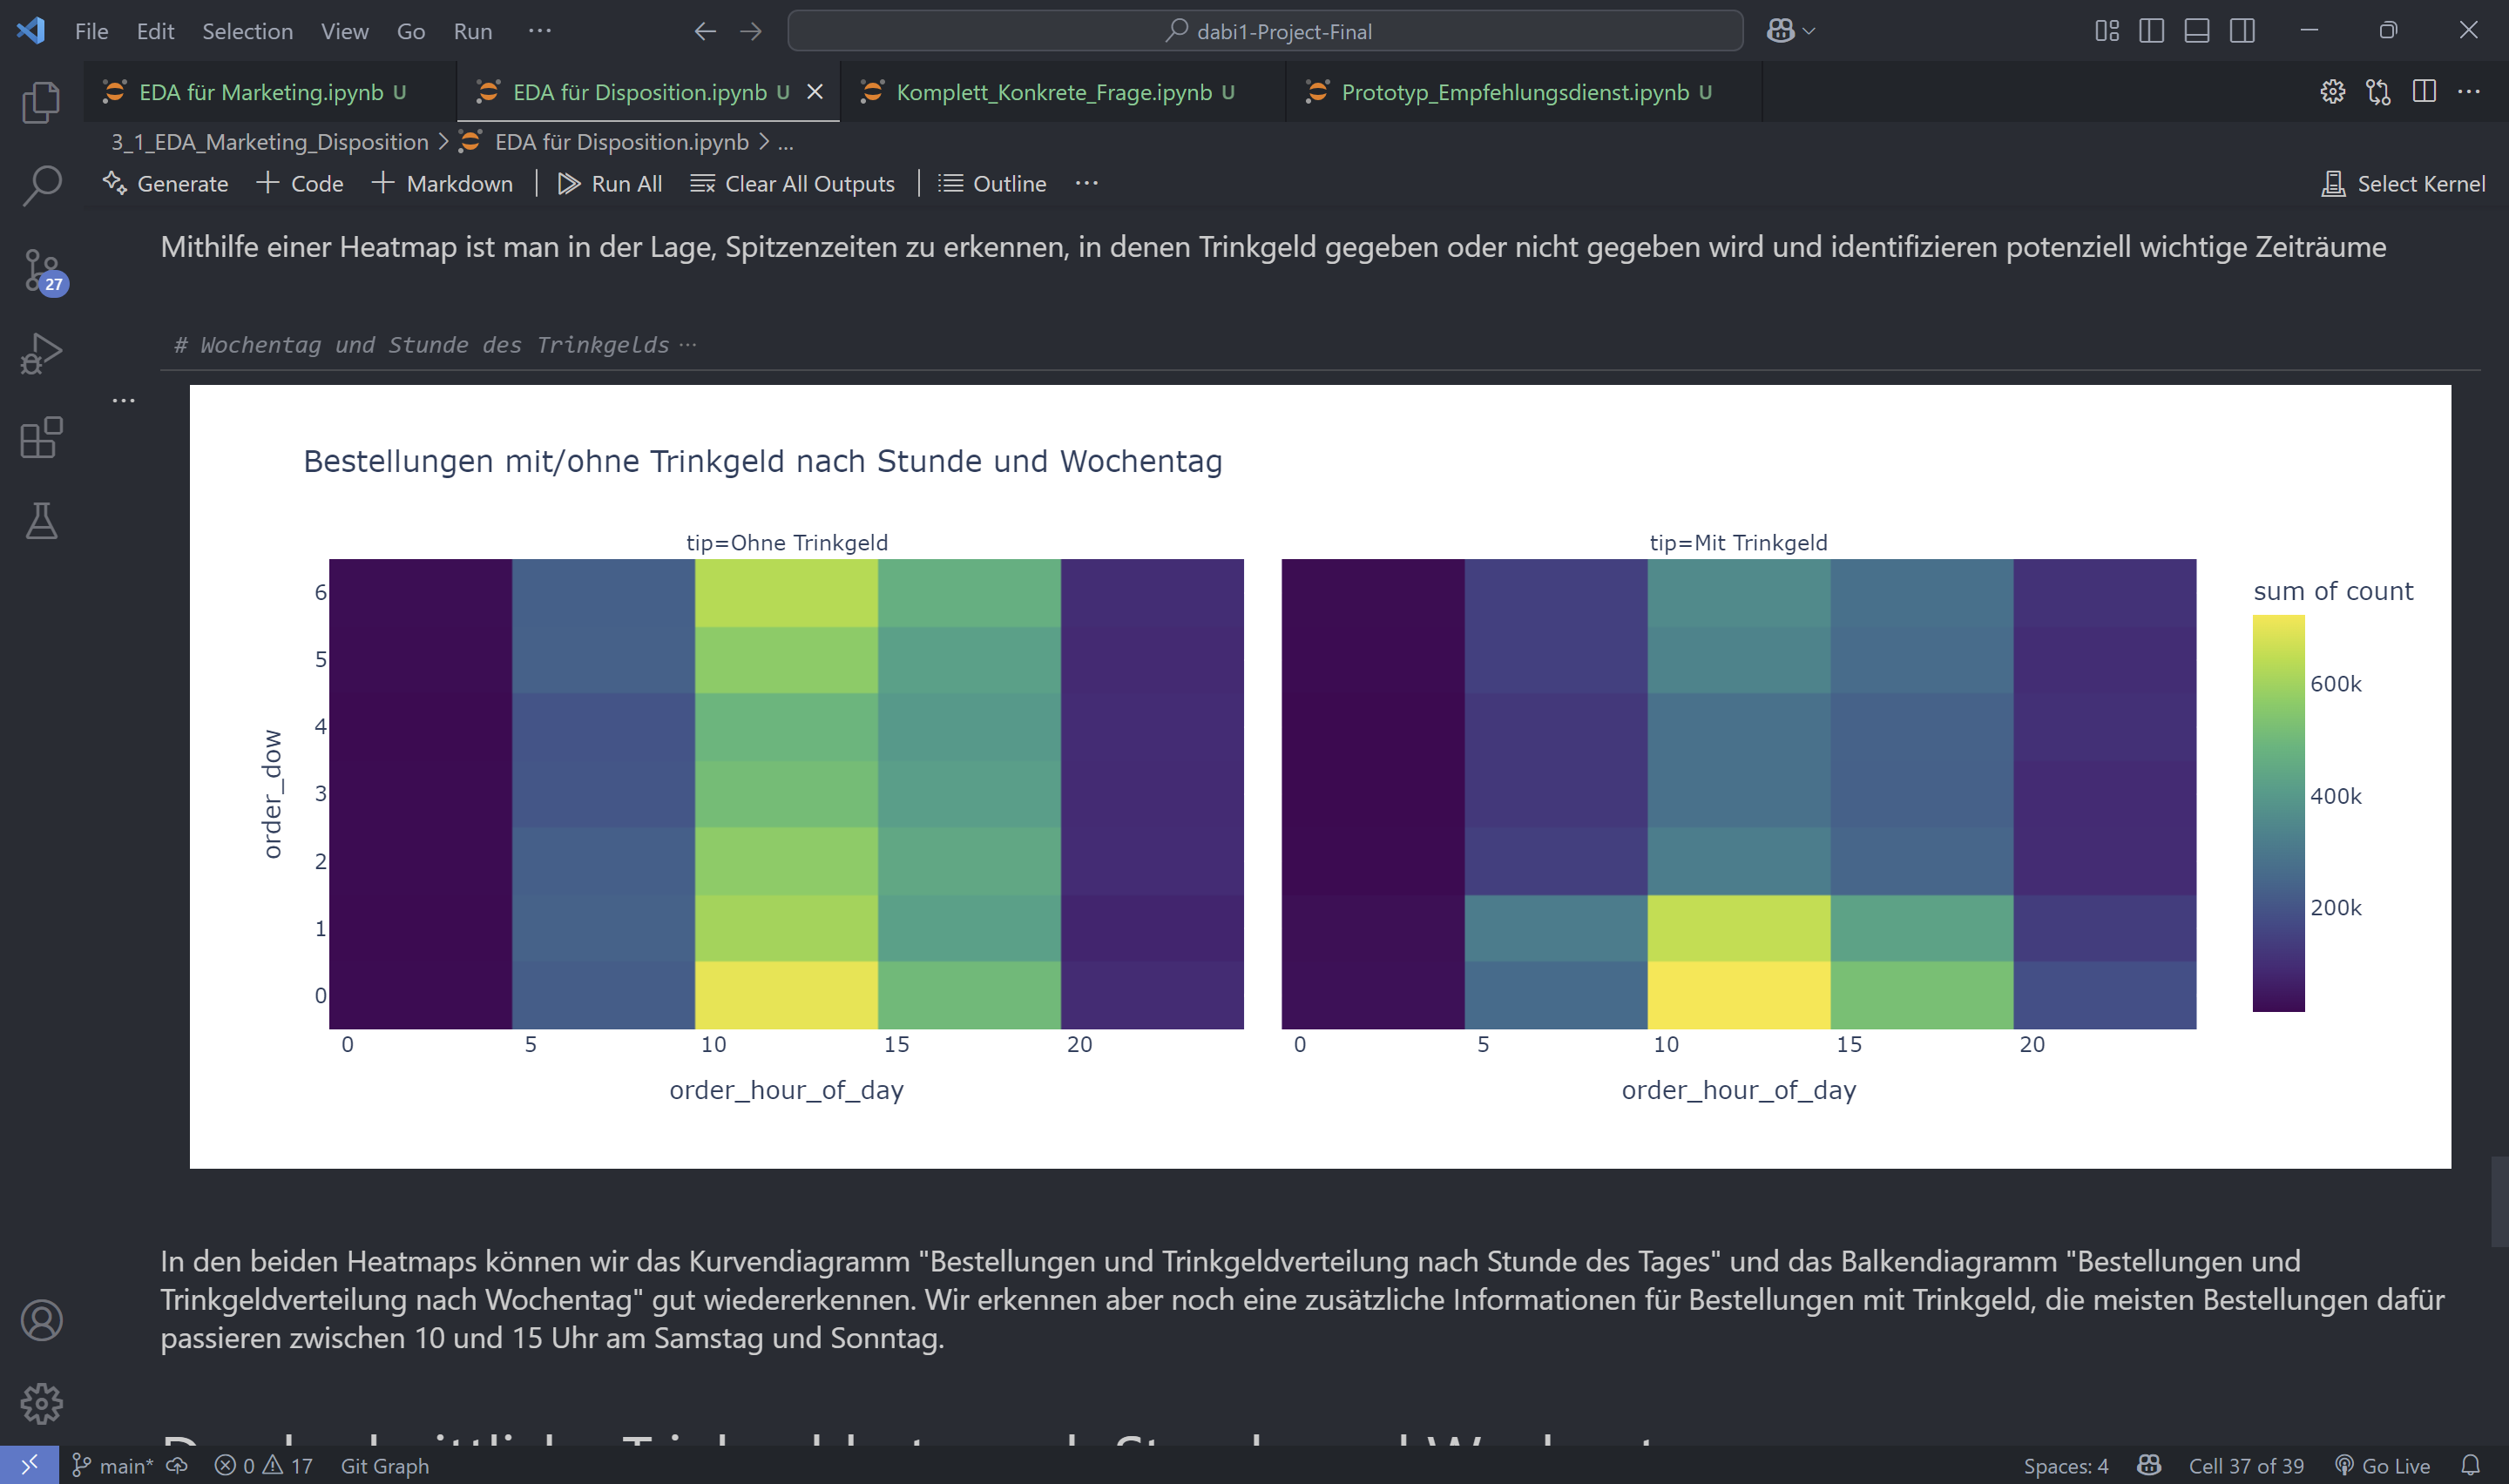 File Edit Selection View Go Run ···
dabi1-Project-Final
EDA für Marketing.ipynb U
EDA für Disposition.ipynb U
Komplett_Konkrete_Frage.ipynb U
Prototyp_Empfehlungsdienst.ipynb U
3_1_EDA_Marketing_Disposition > EDA für Disposition.ipynb > ...
Generate + Code + Markdown Run All Clear All Outputs Outline ···
Select Kernel
27
Mithilfe einer Heatmap ist man in der Lage, Spitzenzeiten zu erkennen, in denen Trinkgeld gegeben oder nicht gegeben wird und identifizieren potenziell wichtige Zeiträume
# Wochentag und Stunde des Trinkgelds ···
Bestellungen mit/ohne Trinkgeld nach Stunde und Wochentag
tip=Ohne Trinkgeld
tip=Mit Trinkgeld
sum of count
600k
400k
200k
order_dow
6
5
4
3
2
1
0
0 5 10 15 20
0 5 10 15 20
order_hour_of_day
order_hour_of_day
In den beiden Heatmaps können wir das Kurvendiagramm "Bestellungen und Trinkgeldverteilung nach Stunde des Tages" und das Balkendiagramm "Bestellungen und
Trinkgeldverteilung nach Wochentag" gut wiedererkennen. Wir erkennen aber noch eine zusätzliche Informationen für Bestellungen mit Trinkgeld, die meisten Bestellungen dafür
passieren zwischen 10 und 15 Uhr am Samstag und Sonntag.
main* 0 17 Git Graph
Spaces: 4 Cell 37 of 39 Go Live